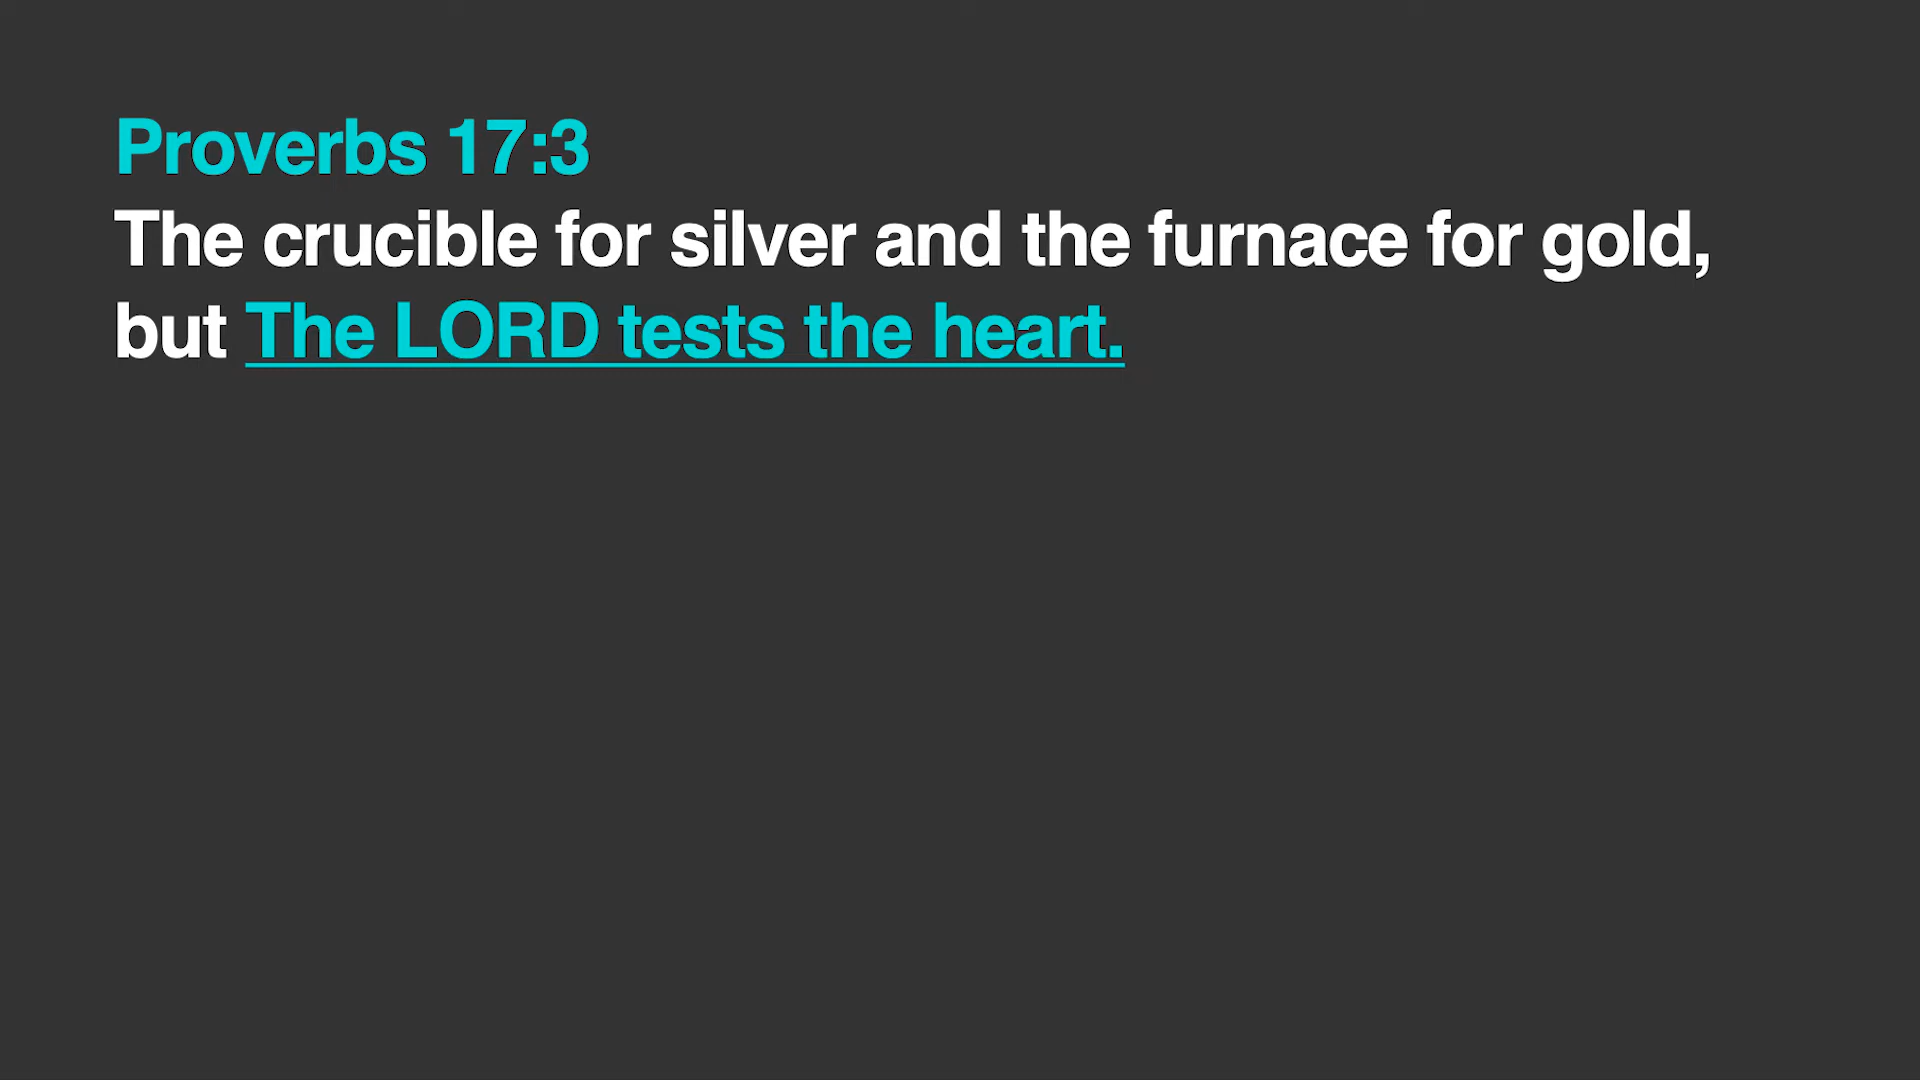 Proverbs 17:3
The crucible for silver and the furnace for gold,
but The LORD tests the heart.